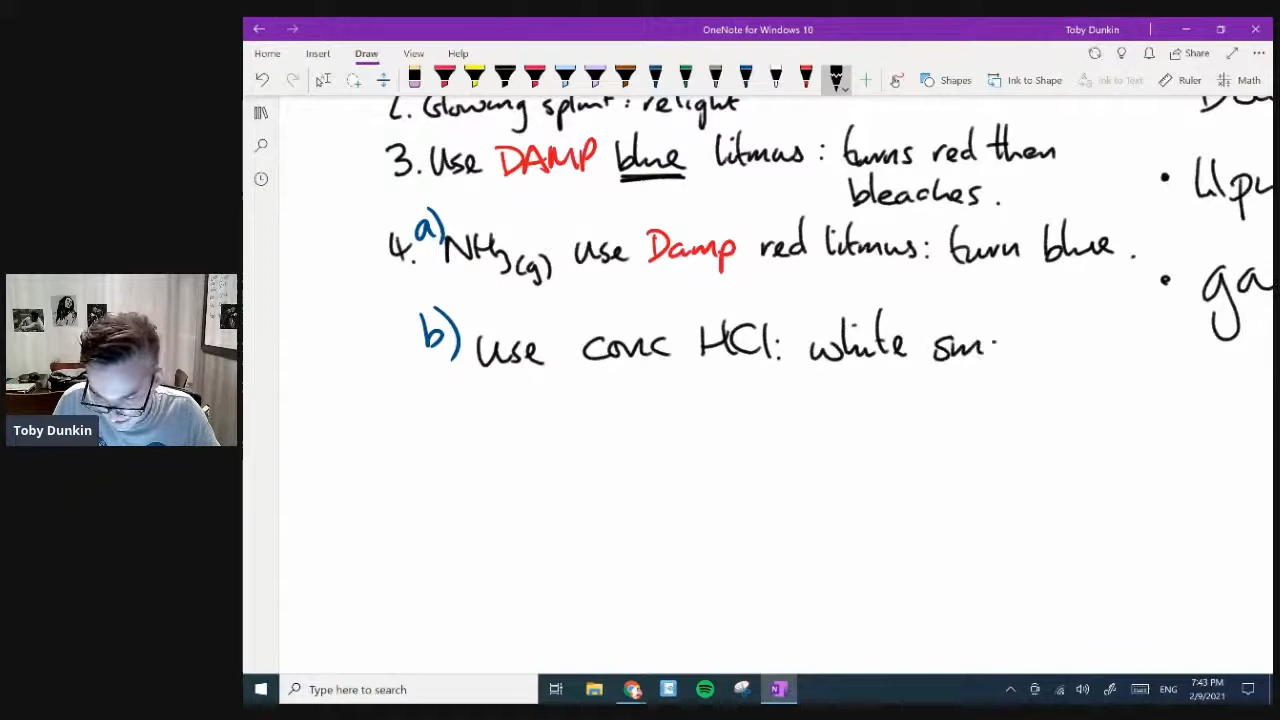 OneNote for Windows 10
Toby Dunkin
Home Insert Draw View Help
Share
Shapes
Ink to Shape
Ink to Text
Ruler
Math
2. Glowing splint : relight
3. Use DAMP blue litmus : turns red then
bleaches.
4. a) NH3(g) use Damp red litmus: turn blue.
b) use conc HCl: white sm
ga
Toby Dunkin
Type here to search
ENG
7:43 PM
2/9/2021